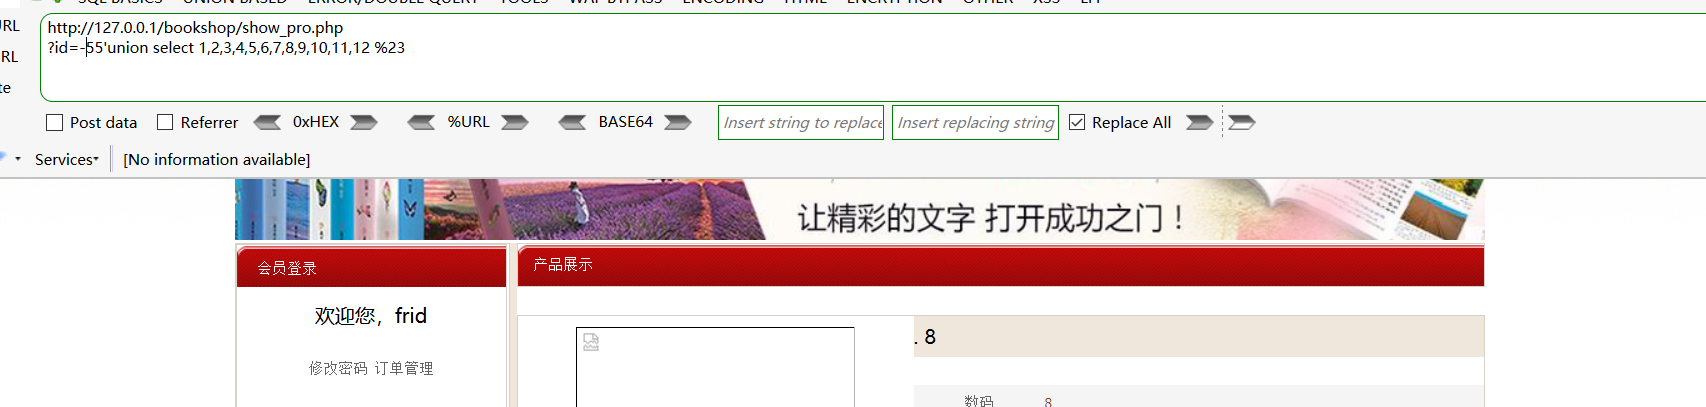 SQL BASICS UNION BASED ERROR/DOUBLE QUERY TOOLS WAF BYPASS ENCODING HTML ENCRYPTION OTHER XSS LFI
URL
http://127.0.0.1/bookshop/show_pro.php
RL
?id=-55'union select 1,2,3,4,5,6,7,8,9,10,11,12 %23
te
Post data Referrer 0xHEX %URL BASE64 Insert string to replace Insert replacing string Replace All
Services [No information available]
让精彩的文字 打开成功之门！
会员登录
产品展示
欢迎您，frid
. 8
修改密码 订单管理
数码 8